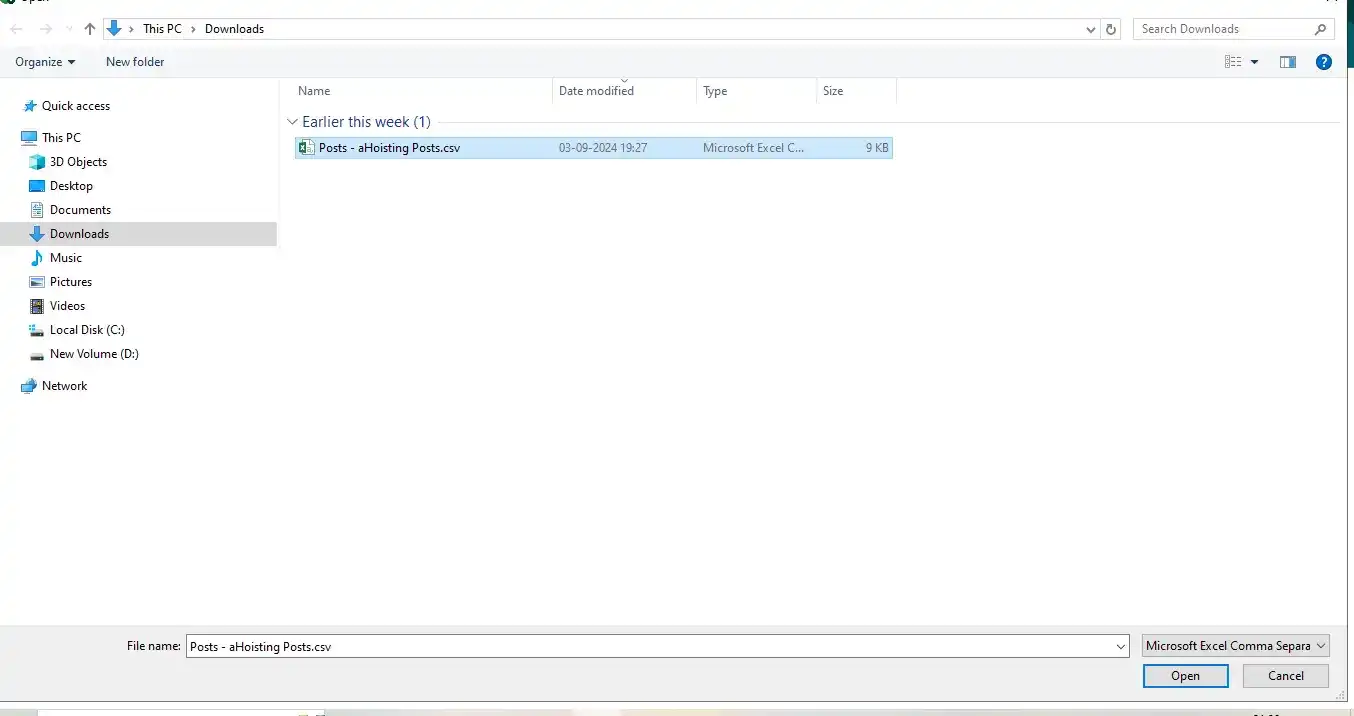 Open
This PC Downloads
Search Downloads
Organize New folder
Name Date modified Type Size
Quick access
Earlier this week (1)
This PC
Posts - aHoisting Posts.csv 03-09-2024 19:27 Microsoft Excel C... 9 KB
3D Objects
Desktop
Documents
Downloads
Music
Pictures
Videos
Local Disk (C:)
New Volume (D:)
Network
File name: Posts - aHoisting Posts.csv Microsoft Excel Comma Separa
Open Cancel